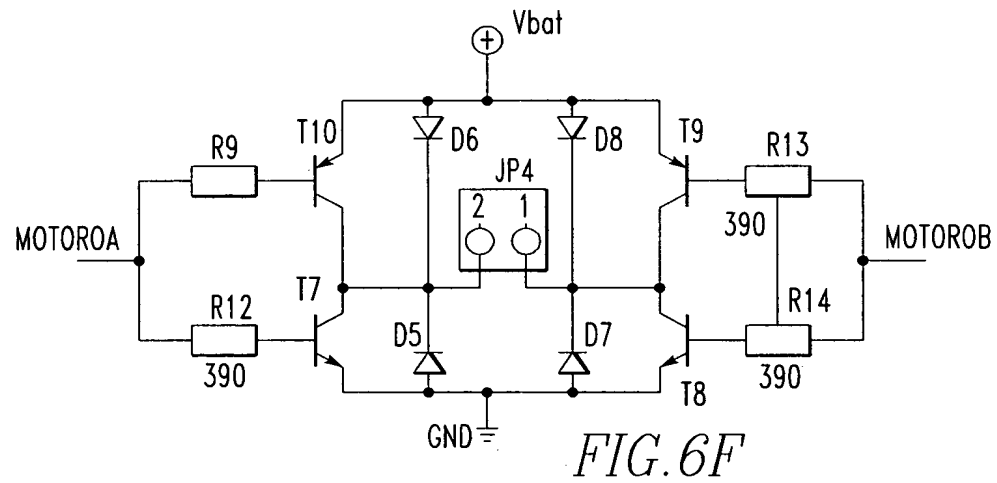 Vbat
T10
D6
D8
T9
R9
R13
JP4
2 1
390
MOTOROA
MOTOROB
T7
R12
D5
D7
R14
390
390
T8
GND
FIG.6F